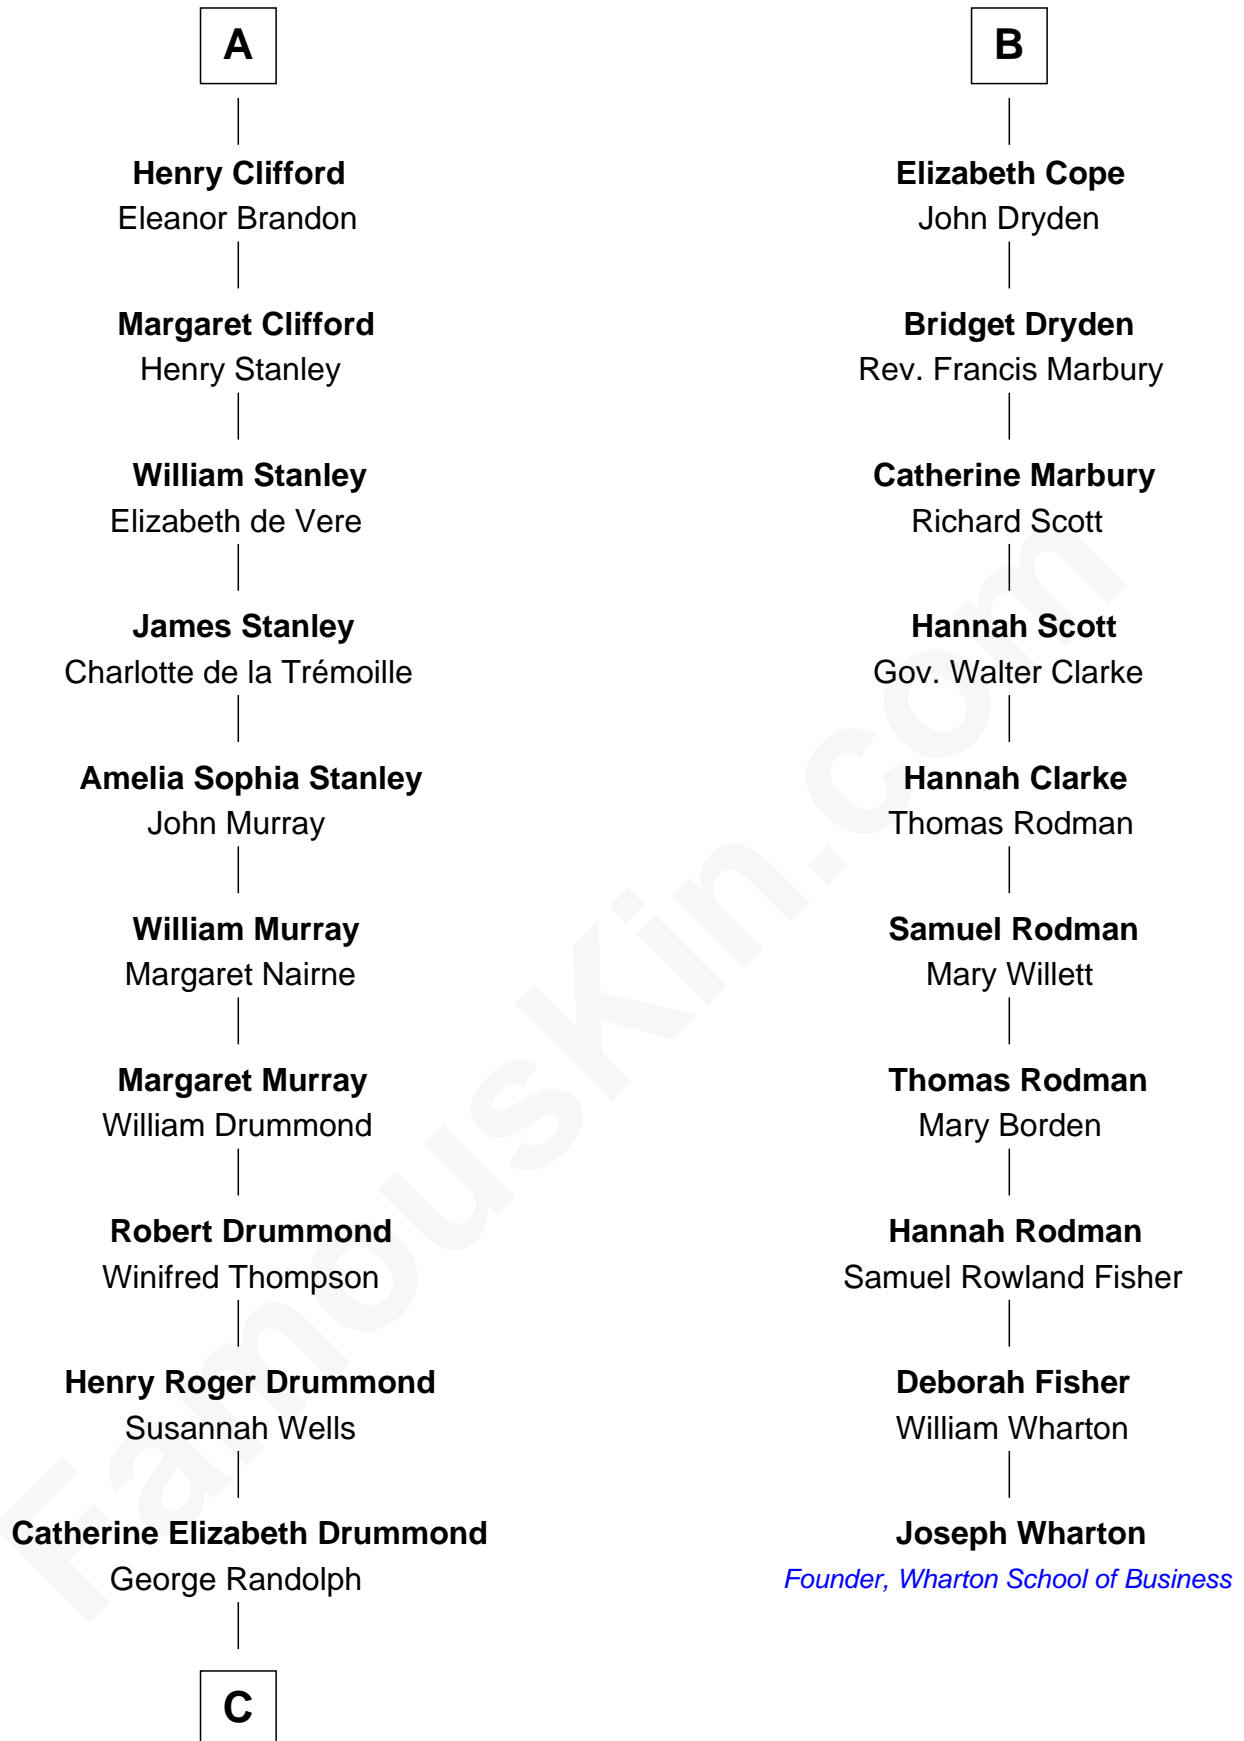 A
Henry Clifford
Eleanor Brandon
Margaret Clifford
Henry Stanley
William Stanley
Elizabeth de Vere
James Stanley
Charlotte de la Trémoille
Amelia Sophia Stanley
John Murray
William Murray
Margaret Nairne
Margaret Murray
William Drummond
Robert Drummond
Winifred Thompson
Henry Roger Drummond
Susannah Wells
Catherine Elizabeth Drummond
George Randolph
C
B
Elizabeth Cope
John Dryden
Bridget Dryden
Rev. Francis Marbury
Catherine Marbury
Richard Scott
Hannah Scott
Gov. Walter Clarke
Hannah Clarke
Thomas Rodman
Samuel Rodman
Mary Willett
Thomas Rodman
Mary Borden
Hannah Rodman
Samuel Rowland Fisher
Deborah Fisher
William Wharton
Joseph Wharton
Founder, Wharton School of Business
FamousKin.com